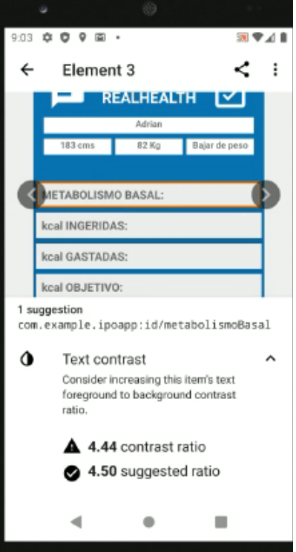 9:03
Element 3
REALHEALTH
Adrian
183 cms 82 Kg Bajar de peso
METABOLISMO BASAL:
kcal INGERIDAS:
kcal GASTADAS:
kcal OBJETIVO:
1 suggestion
com.example.ipoapp:id/metabolismoBasal
Text contrast
Consider increasing this item's text
foreground to background contrast
ratio.
4.44 contrast ratio
4.50 suggested ratio